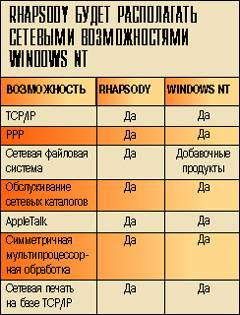 RHAPSODY БУДЕТ РАСПОЛАГАТЬ
СЕТЕВЫМИ ВОЗМОЖНОСТЯМИ
WINDOWS NT
ВОЗМОЖНОСТЬ RHAPSODY WINDOWS NT
TCP/IP Да Да
PPP Да Да
Сетевая файловая Да Добавочные
система продукты
Обслуживание Да Да
сетевых каталогов
AppleTalk Да Да
Симметричная Да Да
мультипроцессор-
ная обработка
Сетевая печать Да Да
на базе TCP/IP